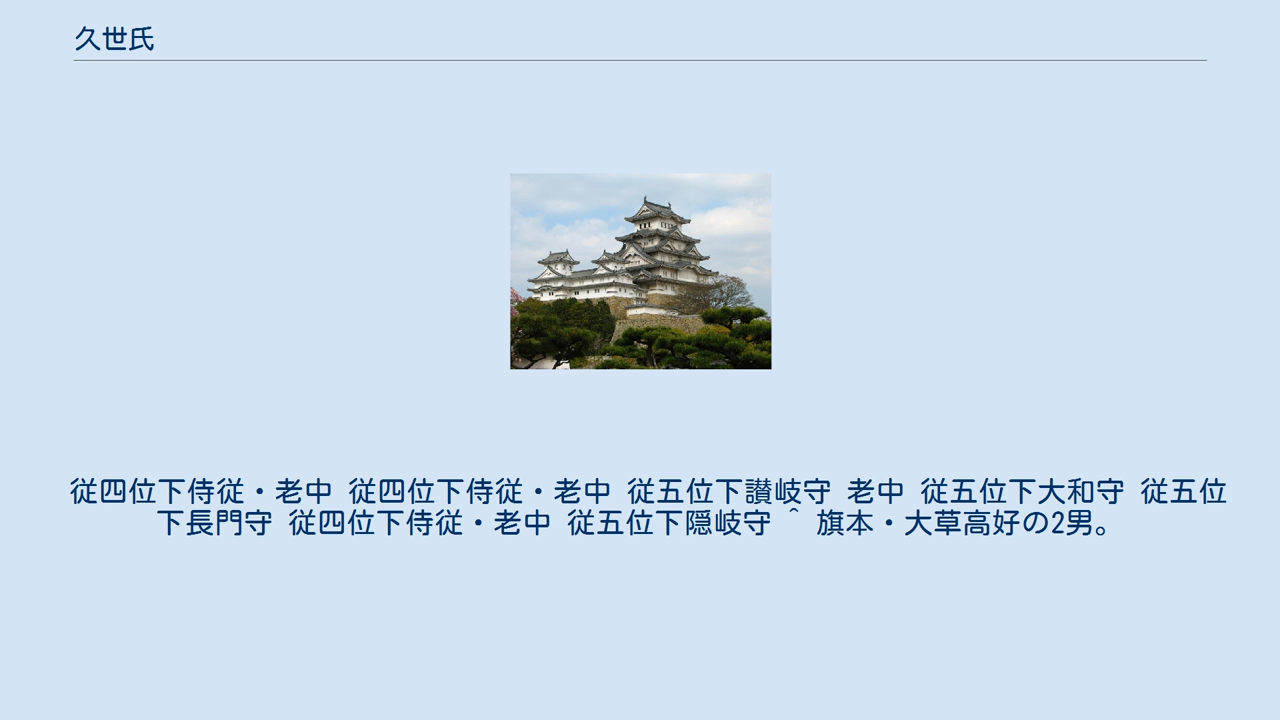 久世氏
従四位下侍従・老中 従四位下侍従・老中 従五位下讃岐守 老中 従五位下大和守 従五位
下長門守 従四位下侍従・老中 従五位下隠岐守 ^ 旗本・大草高好の2男。